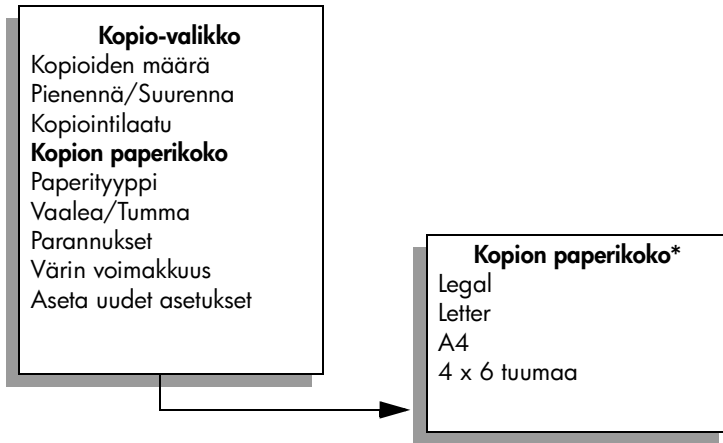 Kopio-valikko
Kopioiden määrä
Pienennä/Suurenna
Kopiointilaatu
Kopion paperikoko
Paperityyppi
Vaalea/Tumma
Parannukset
Värin voimakkuus
Aseta uudet asetukset
Kopion paperikoko*
Legal
Letter
A4
4 x 6 tuumaa